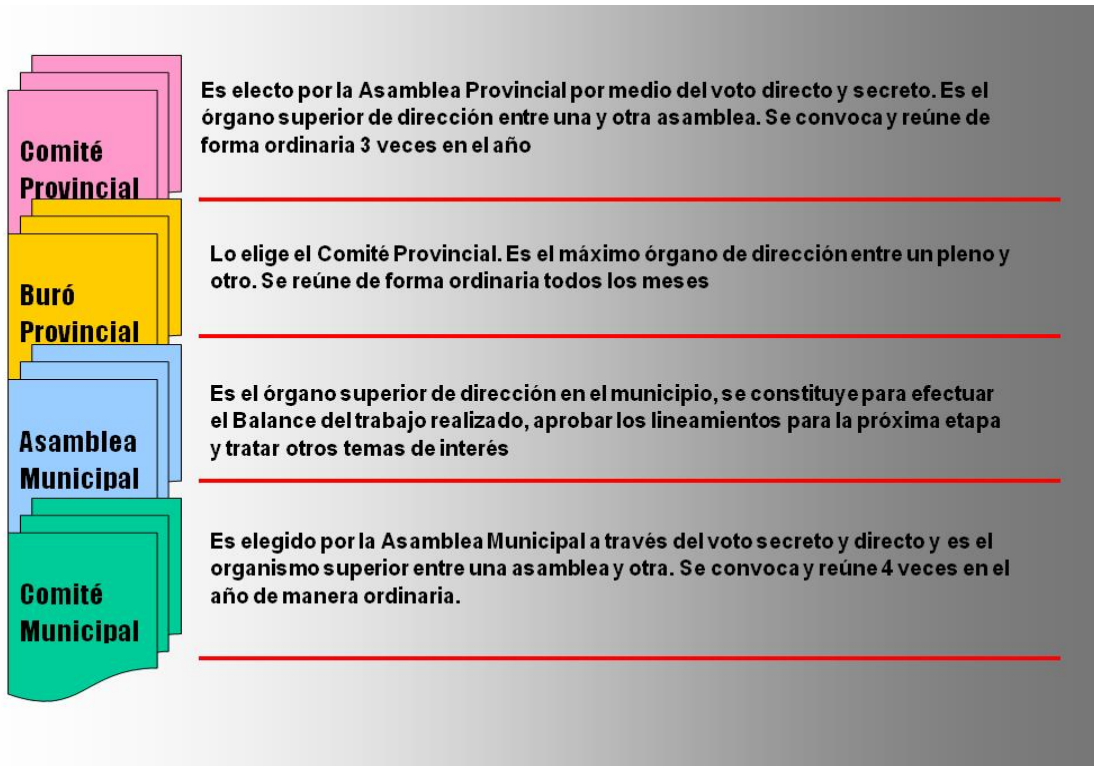 Comité
Provincial
Es electo por la Asamblea Provincial por medio del voto directo y secreto. Es el
órgano superior de dirección entre una y otra asamblea. Se convoca y reúne de
forma ordinaria 3 veces en el año
Buró
Provincial
Lo elige el Comité Provincial. Es el máximo órgano de dirección entre un pleno y
otro. Se reúne de forma ordinaria todos los meses
Asamblea
Municipal
Es el órgano superior de dirección en el municipio, se constituye para efectuar
el Balance del trabajo realizado, aprobar los lineamientos para la próxima etapa
y tratar otros temas de interés
Comité
Municipal
Es elegido por la Asamblea Municipal a través del voto secreto y directo y es el
organismo superior entre una asamblea y otra. Se convoca y reúne 4 veces en el
año de manera ordinaria.